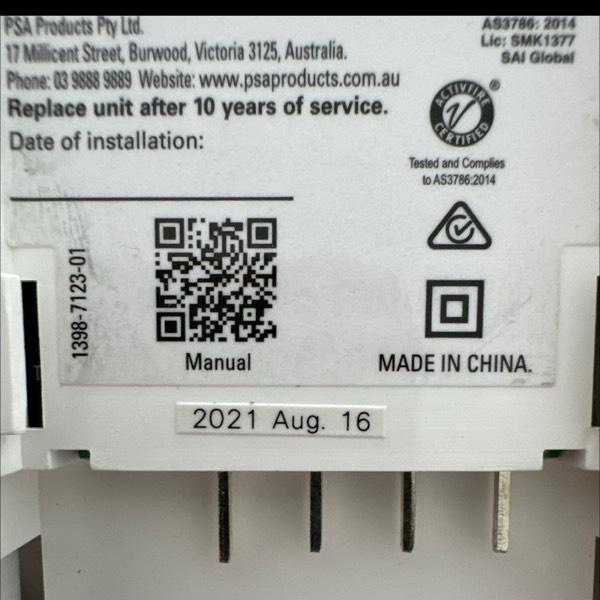 PSA Products Pty Ltd.
17 Millicent Street, Burwood, Victoria 3125, Australia.
Phone: 03 9888 9889 Website: www.psaproducts.com.au
Replace unit after 10 years of service.
Date of installation:
AS3786: 2014
Lic: SMK1377
SAI Global
ACTIVFIRE
®
CERTIFIED
Tested and Complies
to AS3786:2014
1398-7123-01
Manual
MADE IN CHINA.
2021 Aug. 16